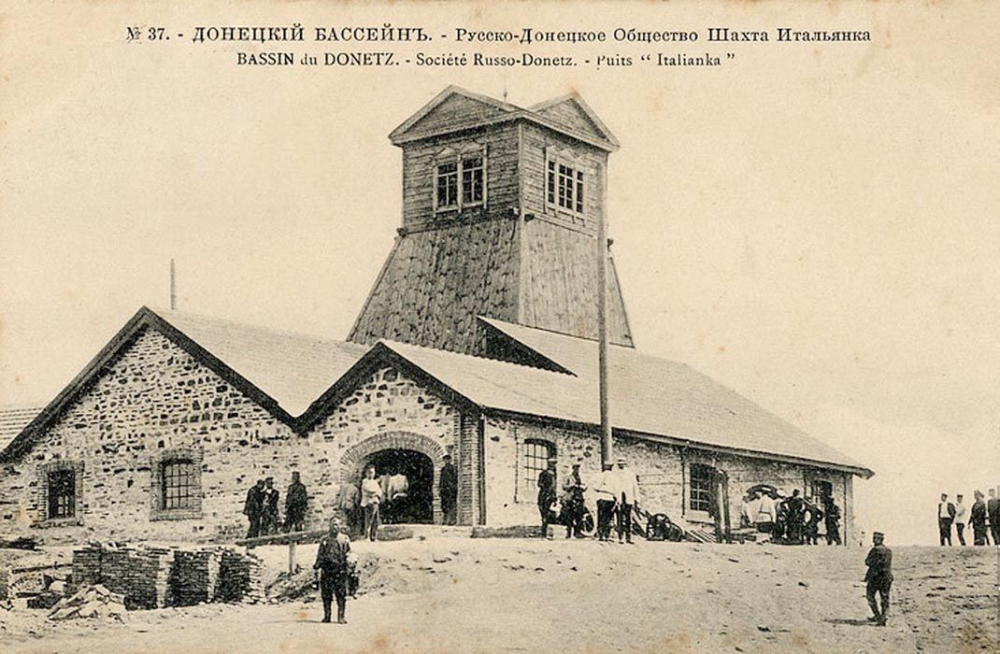 № 37. - ДОНЕЦКІЙ БАССЕЙНЪ. - Русско-Донецкое Общество Шахта Итальянка
BASSIN du DONETZ. - Société Russo-Donetz. - Puits “ Italianka ”